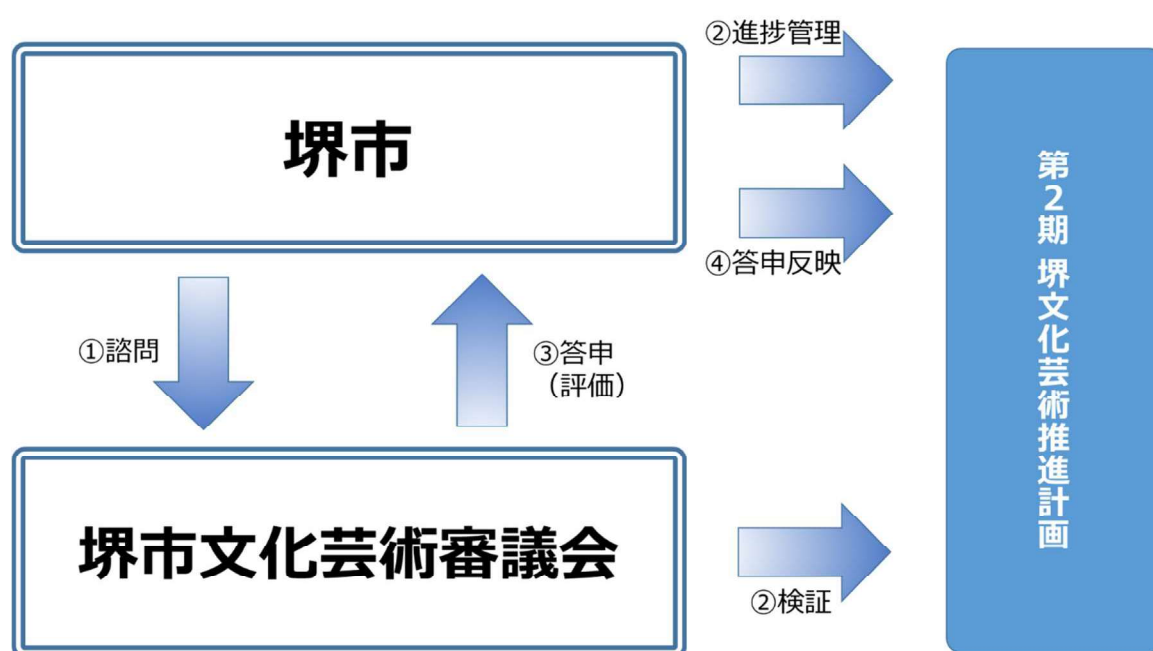 ②進捗管理
堺市
④答申反映
①諮問
③答申
（評価）
堺市文化芸術審議会
②検証
第２期 堺文化芸術推進計画